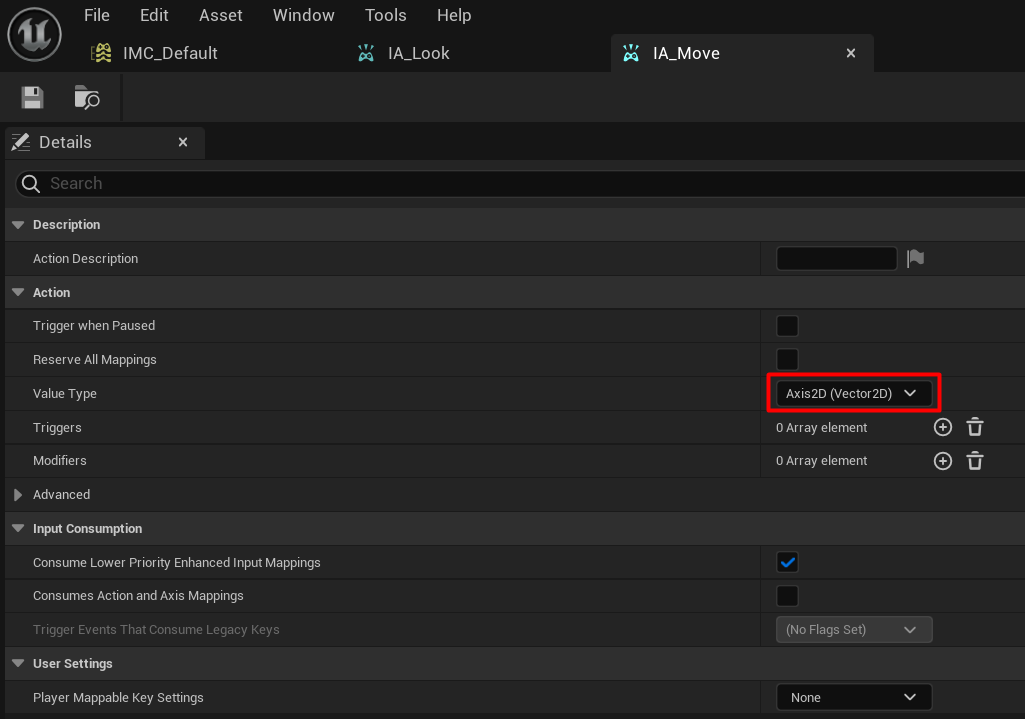 File Edit Asset Window Tools Help
IMC_Default IA_Look IA_Move
Details
Search
Description
Action Description
Action
Trigger when Paused
Reserve All Mappings
Value Type Axis2D (Vector2D)
Triggers 0 Array element
Modifiers 0 Array element
Advanced
Input Consumption
Consume Lower Priority Enhanced Input Mappings
Consumes Action and Axis Mappings
Trigger Events That Consume Legacy Keys (No Flags Set)
User Settings
Player Mappable Key Settings None